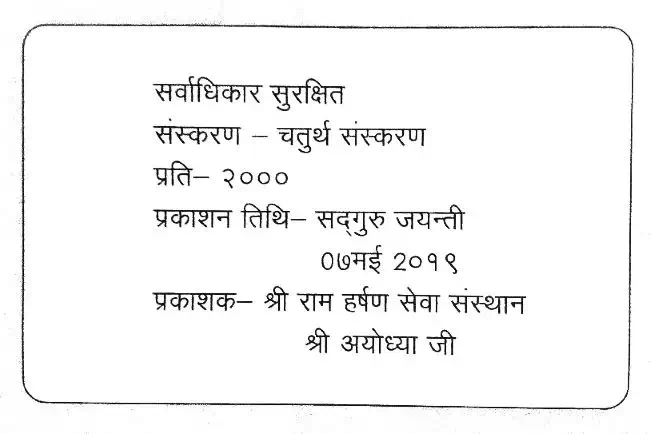 सर्वाधिकार सुरक्षित
संस्करण – चतुर्थ संस्करण
प्रति– २०००
प्रकाशन तिथि– सद्‌गुरु जयन्ती
०७मई २०१९
प्रकाशक– श्री राम हर्षण सेवा संस्थान
श्री अयोध्या जी